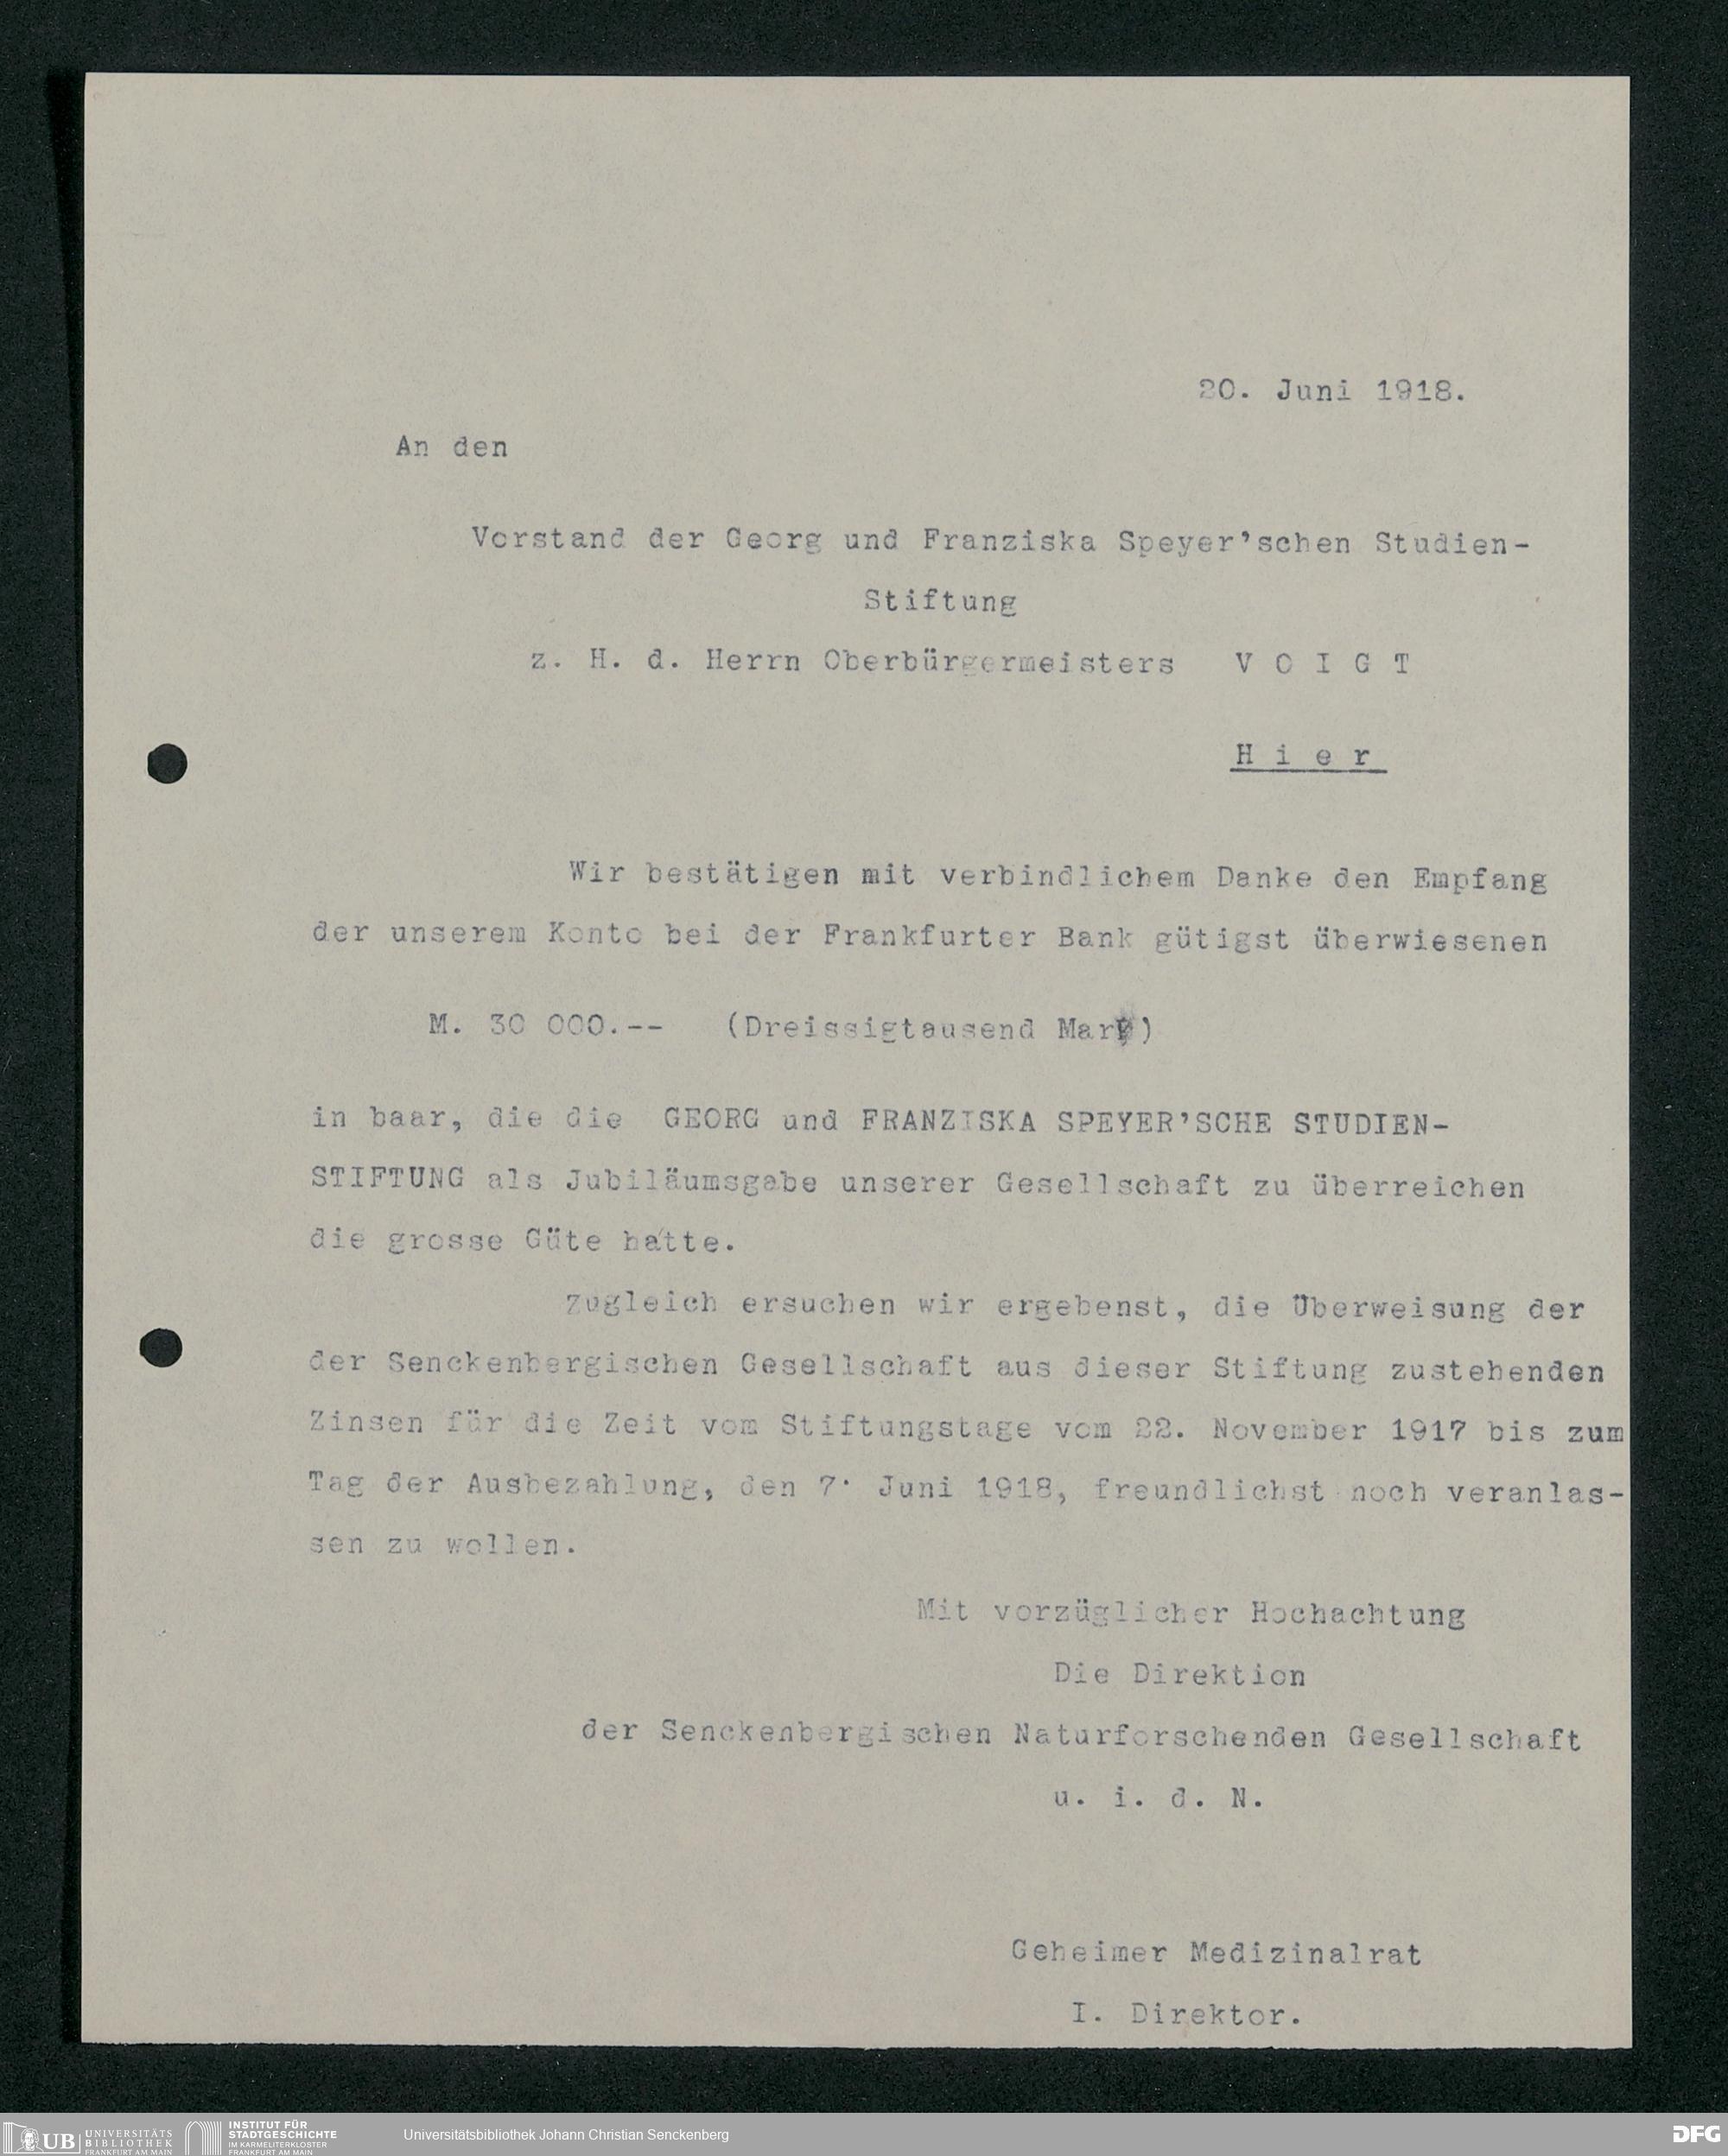 20. Juni 1918.
An den
Vorstand der Georg und Franziska Speyer'schen Studien-
Stiftung
z. H. d. Herrn Oberbürgermeisters V O I G T
H i e r
Wir bestätigen mit verbindlichem Danke den Empfang
der unserem Konto bei der Frankfurter Bank gütigst überwiesenen
M. 30 000.-- (Dreissigtausend Mark)
in baar, die die GEORG und FRANZISKA SPEYER'SCHE STUDIEN-
STIFTUNG als Jubiläumsgabe unserer Gesellschaft zu überreichen
die grosse Güte hatte.
Zugleich ersuchen wir ergebenst, die Überweisung der
der Senckenbergischen Gesellschaft aus dieser Stiftung zustehenden
Zinsen für die Zeit vom Stiftungstage vom 22. November 1917 bis zum
Tag der Ausbezahlung, den 7. Juni 1918, freundlichst noch veranlas-
sen zu wollen.
Mit vorzüglicher Hochachtung
Die Direktion
der Senckenbergischen Naturforschenden Gesellschaft
u. i. d. N.
Geheimer Medizinalrat
I. Direktor.
UB UNIVERSITÄTS
BIBLIOTHEK
FRANKFURT AM MAIN
INSTITUT FÜR
STADTGESCHICHTE
IM KARMELITERKLOSTER
FRANKFURT AM MAIN
Universitätsbibliothek Johann Christian Senckenberg
DFG